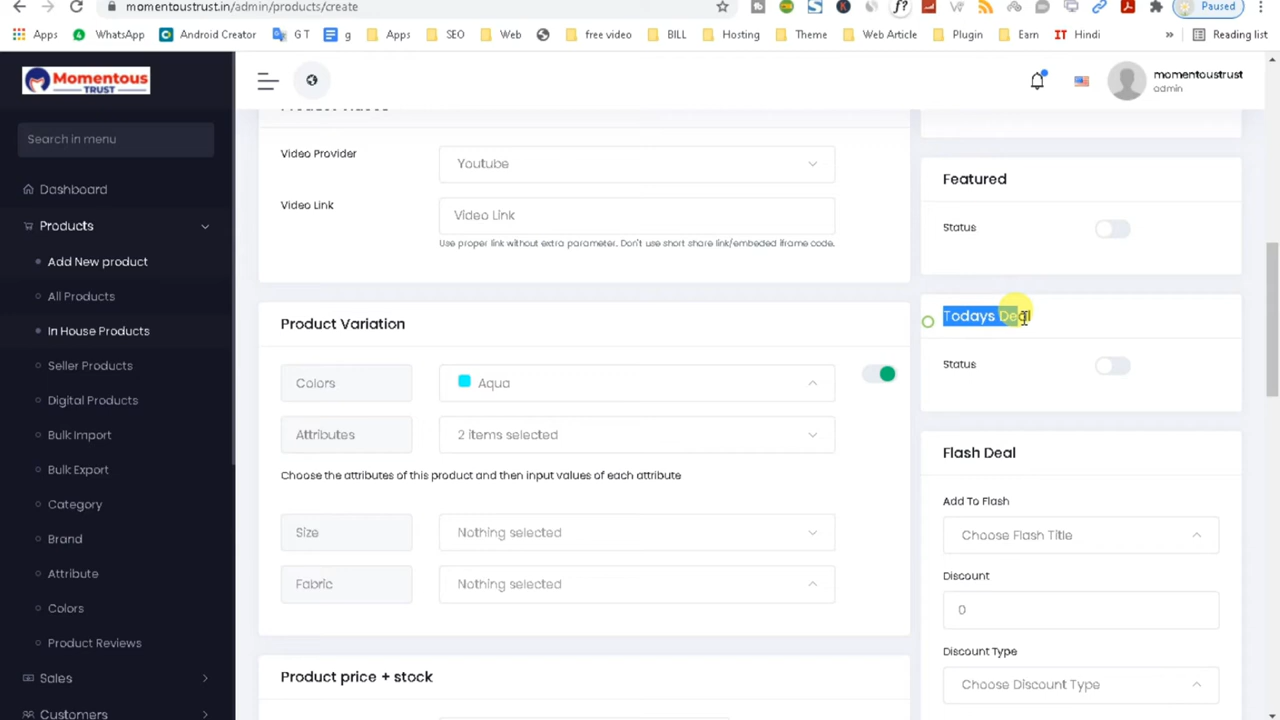 momentoustrust.in/admin/products/create
Paused
Apps
WhatsApp
Android Creator
G T
g
Apps
SEO
Web
free video
BILL
Hosting
Theme
Web Article
Plugin
Earn
IT Hindi
»
Reading list
Momentous
TRUST
momentoustrust
admin
Search in menu
Dashboard
Products
Add New product
All Products
In House Products
Seller Products
Digital Products
Bulk Import
Bulk Export
Category
Brand
Attribute
Colors
Product Reviews
Sales
Customers
Product Videos
Video Provider
Youtube
Video Link
Video Link
Use proper link without extra parameter. Don't use short share link/embeded iframe code.
Product Variation
Colors
Aqua
Attributes
2 items selected
Choose the attributes of this product and then input values of each attribute
Size
Nothing selected
Fabric
Nothing selected
Product price + stock
Featured
Status
Todays Deal
Status
Flash Deal
Add To Flash
Choose Flash Title
Discount
0
Discount Type
Choose Discount Type